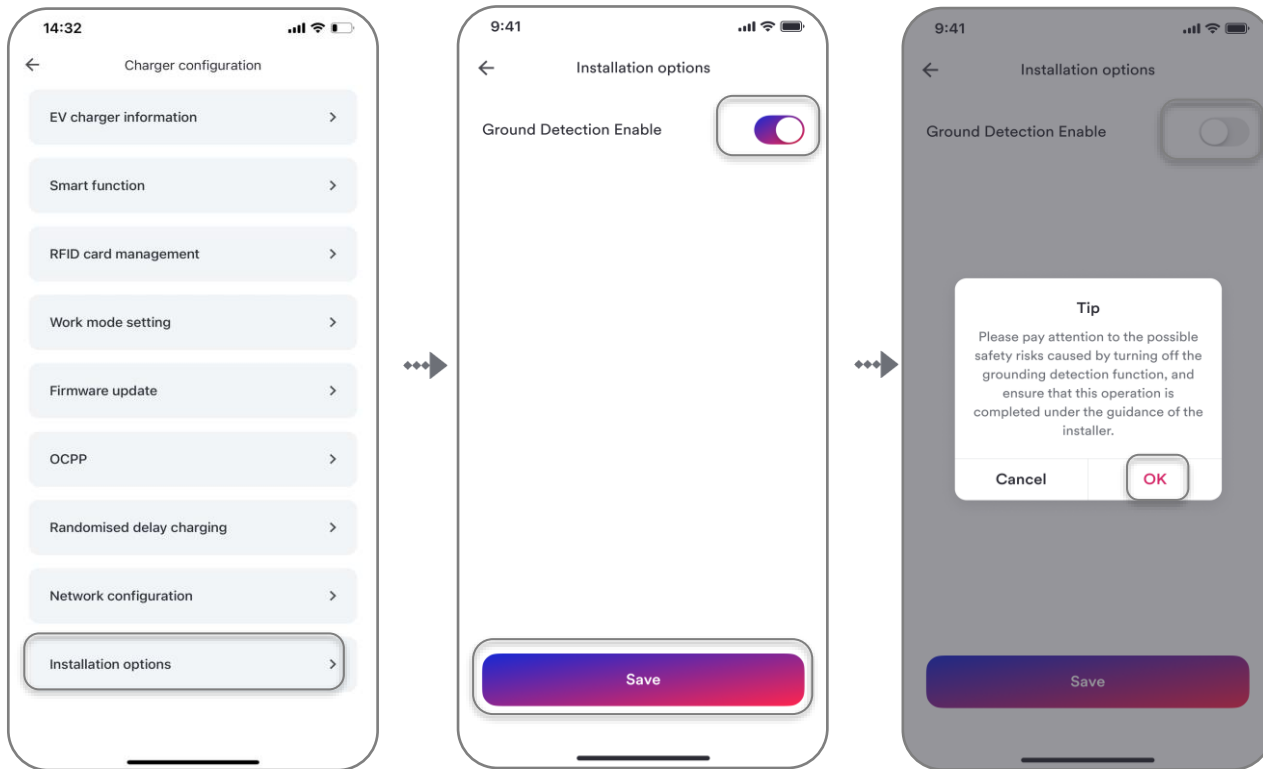 14:32
Charger configuration
EV charger information
Smart function
RFID card management
Work mode setting
Firmware update
OCPP
Randomised delay charging
Network configuration
Installation options
9:41
Installation options
Ground Detection Enable
Save
9:41
Installation options
Ground Detection Enable
Tip
Please pay attention to the possible
safety risks caused by turning off the
grounding detection function, and
ensure that this operation is
completed under the guidance of the
installer.
Cancel
OK
Save